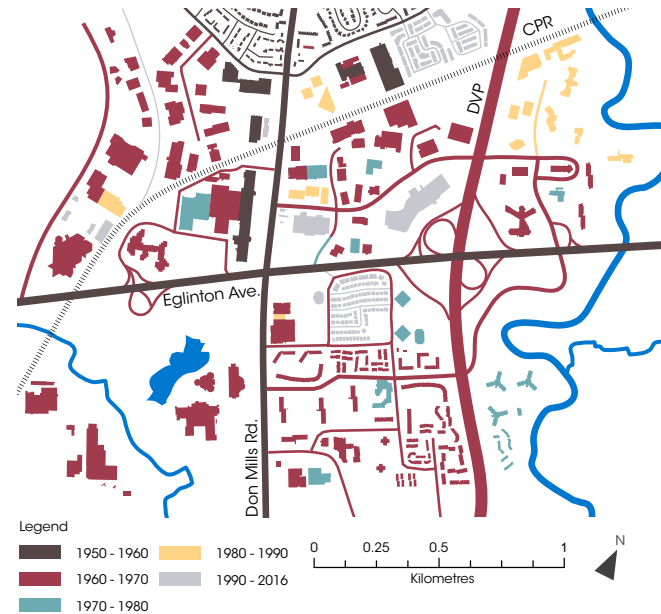 CPR
DVP
Eglinton Ave.
Don Mills Rd.
Legend
1950 - 1960
1960 - 1970
1970 - 1980
1980 - 1990
1990 - 2016
0 0.25 0.5 1
Kilometres
N